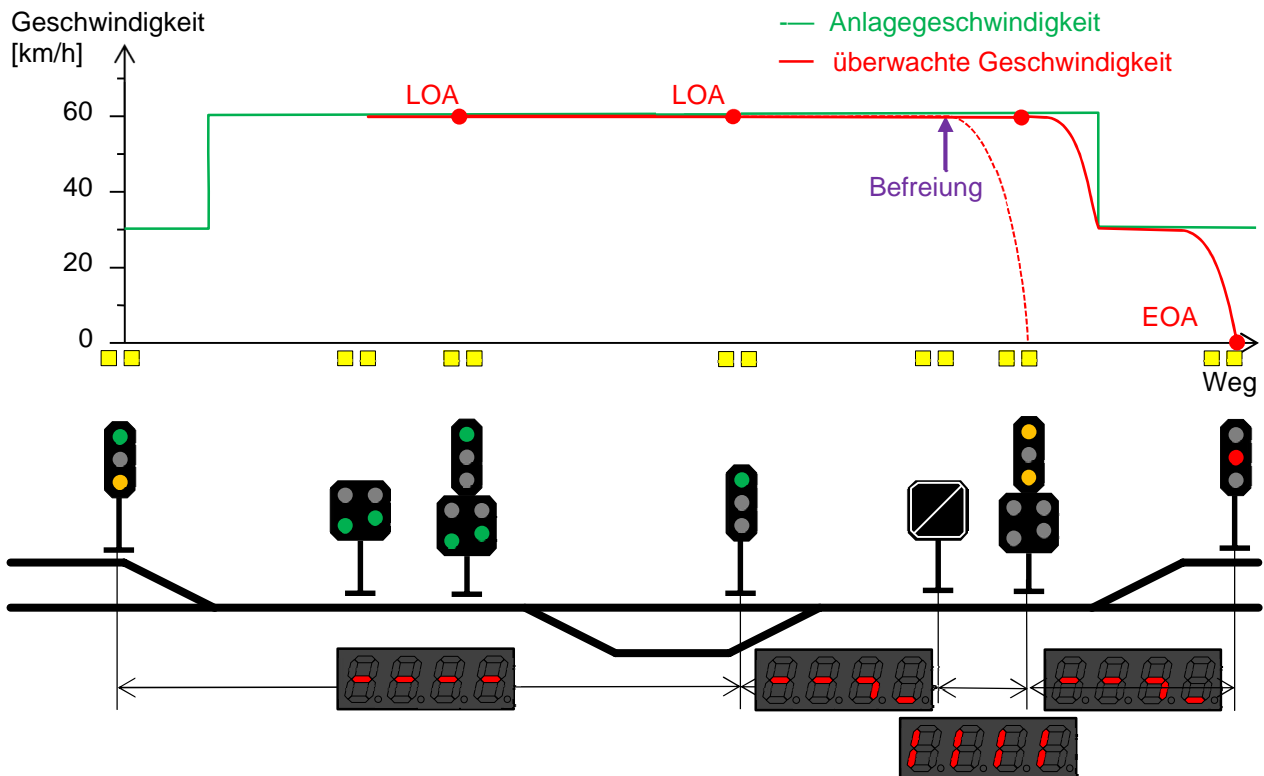 Geschwindigkeit
[km/h]
Anlagegeschwindigkeit
überwachte Geschwindigkeit
LOA
LOA
60
40
20
0
Befreiung
EOA
Weg